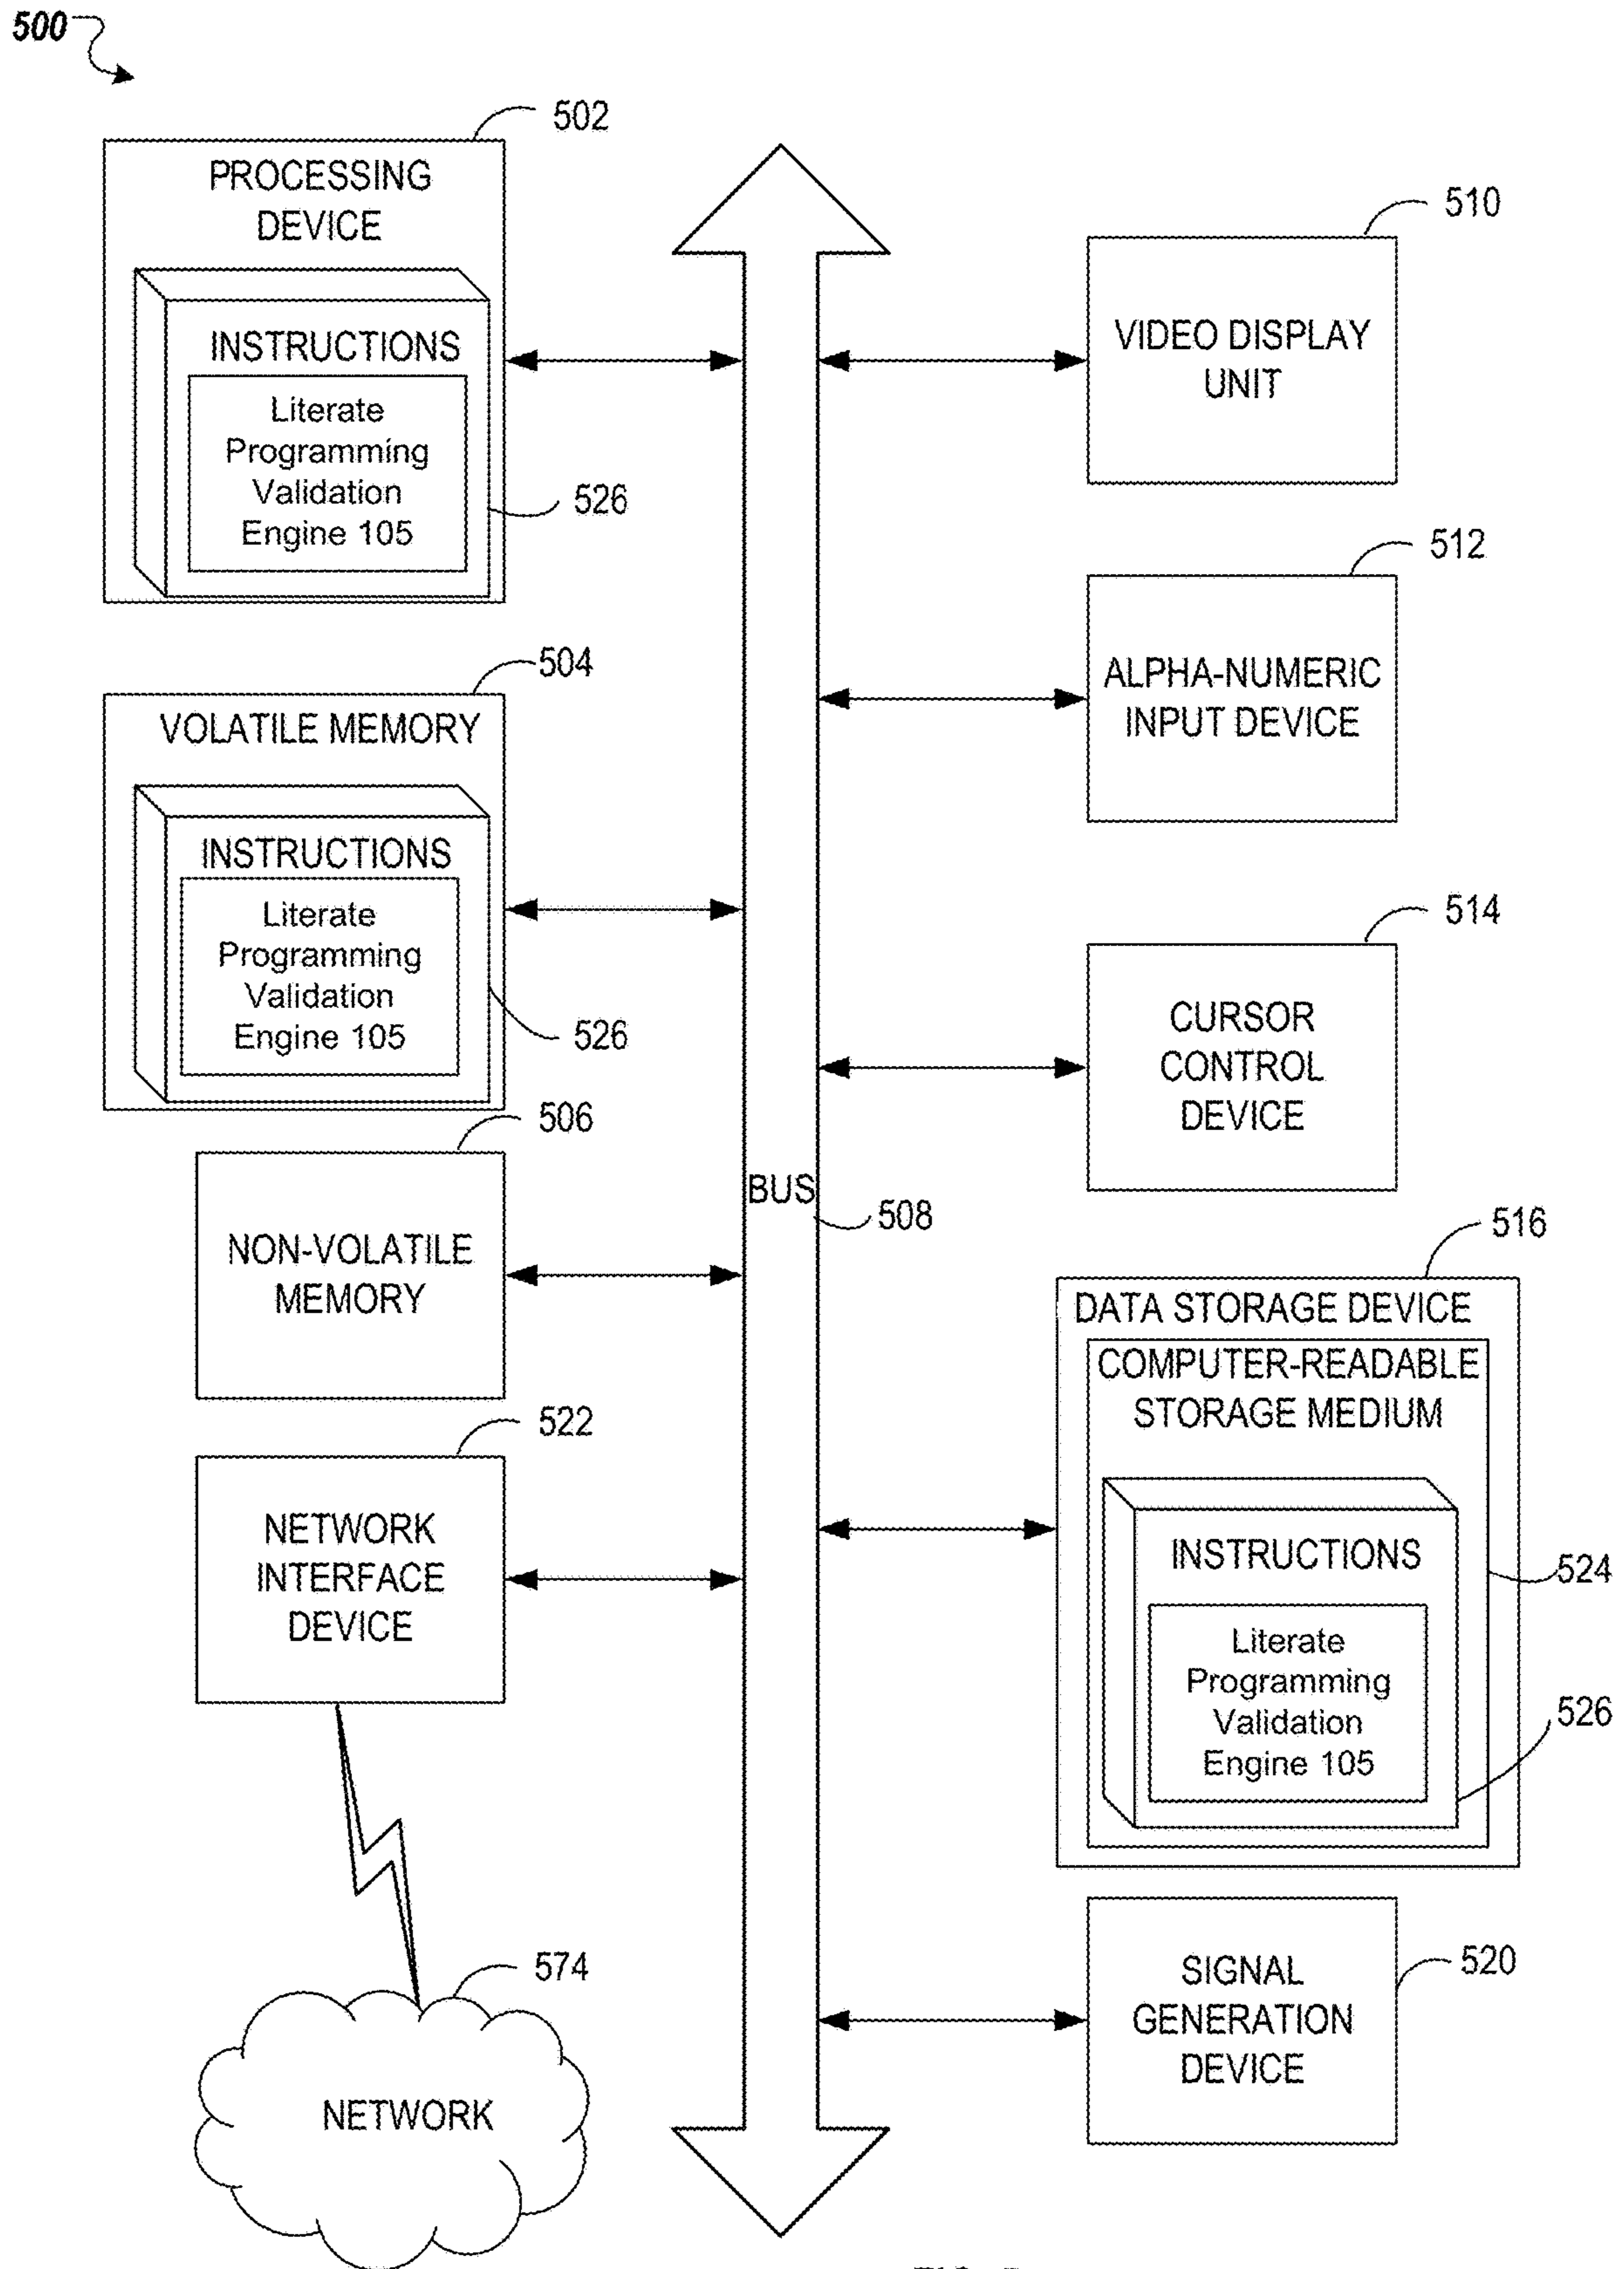 500
502
PROCESSING
DEVICE
INSTRUCTIONS
Literate
Programming
Validation
Engine 105
526
504
VOLATILE MEMORY
INSTRUCTIONS
Literate
Programming
Validation
Engine 105
526
506
NON-VOLATILE
MEMORY
522
NETWORK
INTERFACE
DEVICE
574
NETWORK
BUS
508
510
VIDEO DISPLAY
UNIT
512
ALPHA-NUMERIC
INPUT DEVICE
514
CURSOR
CONTROL
DEVICE
516
DATA STORAGE DEVICE
COMPUTER-READABLE
STORAGE MEDIUM
INSTRUCTIONS
524
Literate
Programming
Validation
Engine 105
526
520
SIGNAL
GENERATION
DEVICE